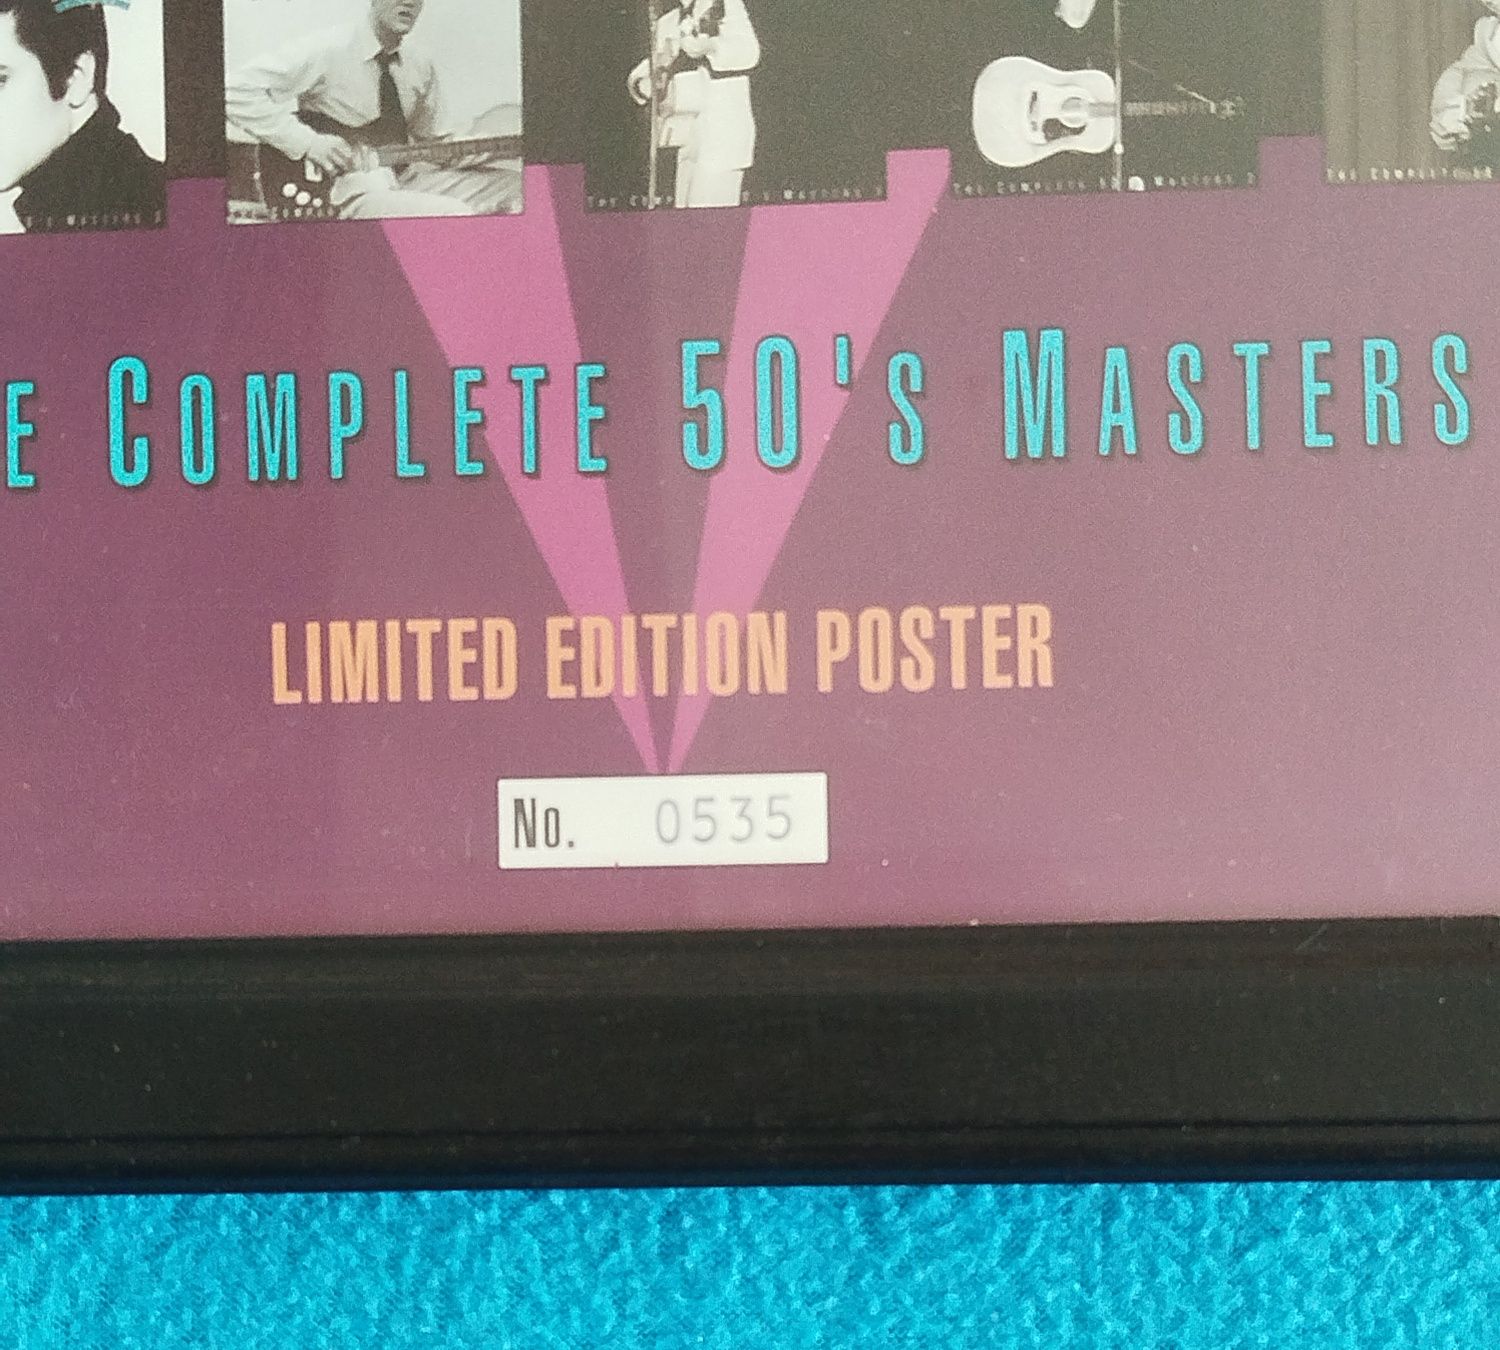 E COMPLETE 50'S MASTERS
LIMITED EDITION POSTER
No. 0535